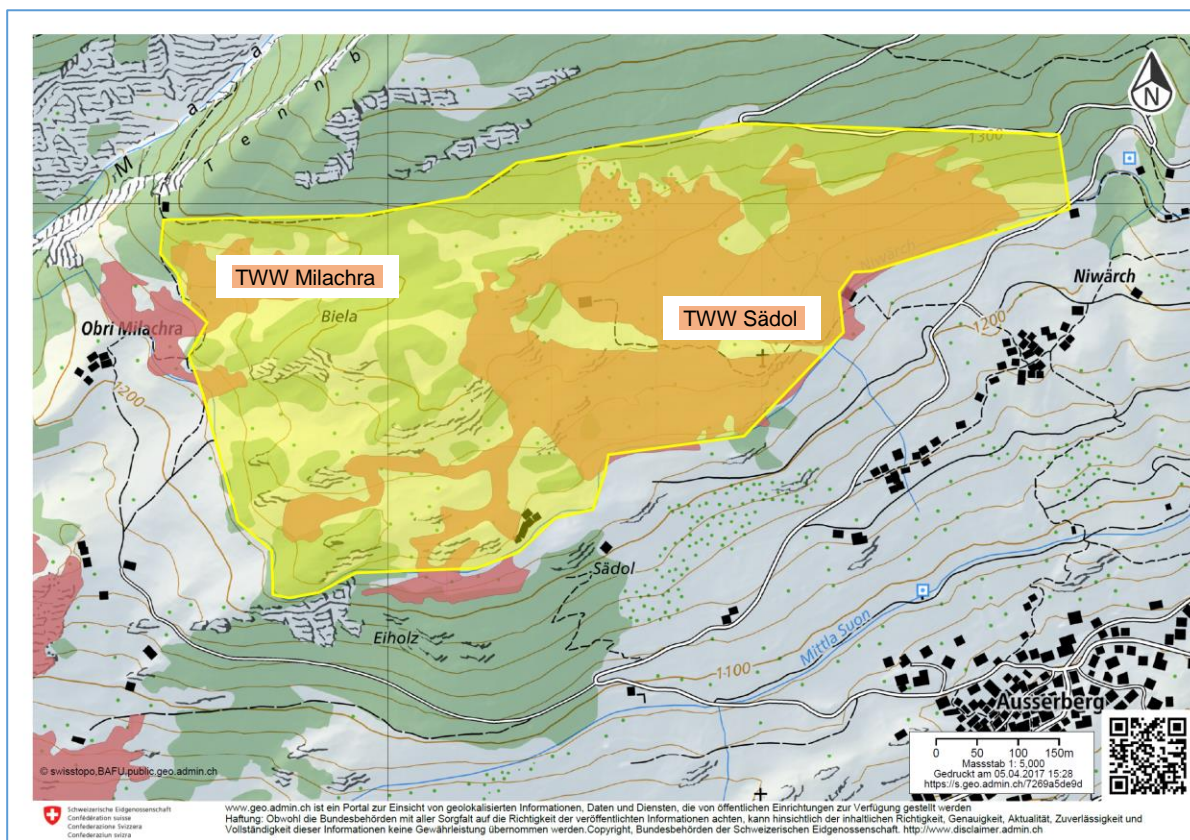 M a a
T e n n b
N
1300
TWW Milachra
Niwärch
Niwärch
Biela
TWW Sädol
Obri Milachra
1200
1200
Sädol
Eiholz
Mittla Suon
1100
Ausserberg
0 50 100 150m
Massstab 1: 5,000
Gedruckt am 05.04.2017 15:28
https://s.geo.admin.ch/7269a5de9d
© swisstopo,BAFU.public.geo.admin.ch
Schweizerische Eidgenossenschaft
Confédération suisse
Confederazione Svizzera
Confederaziun svizra
www.geo.admin.ch ist ein Portal zur Einsicht von geolokalisierten Informationen, Daten und Diensten, die von öffentlichen Einrichtungen zur Verfügung gestellt werden
Haftung: Obwohl die Bundesbehörden mit aller Sorgfalt auf die Richtigkeit der veröffentlichten Informationen achten, kann hinsichtlich der inhaltlichen Richtigkeit, Genauigkeit, Aktualität, Zuverlässigkeit und
Vollständigkeit dieser Informationen keine Gewährleistung übernommen werden.Copyright, Bundesbehörden der Schweizerischen Eidgenossenschaft. http://www.disclaimer.admin.ch